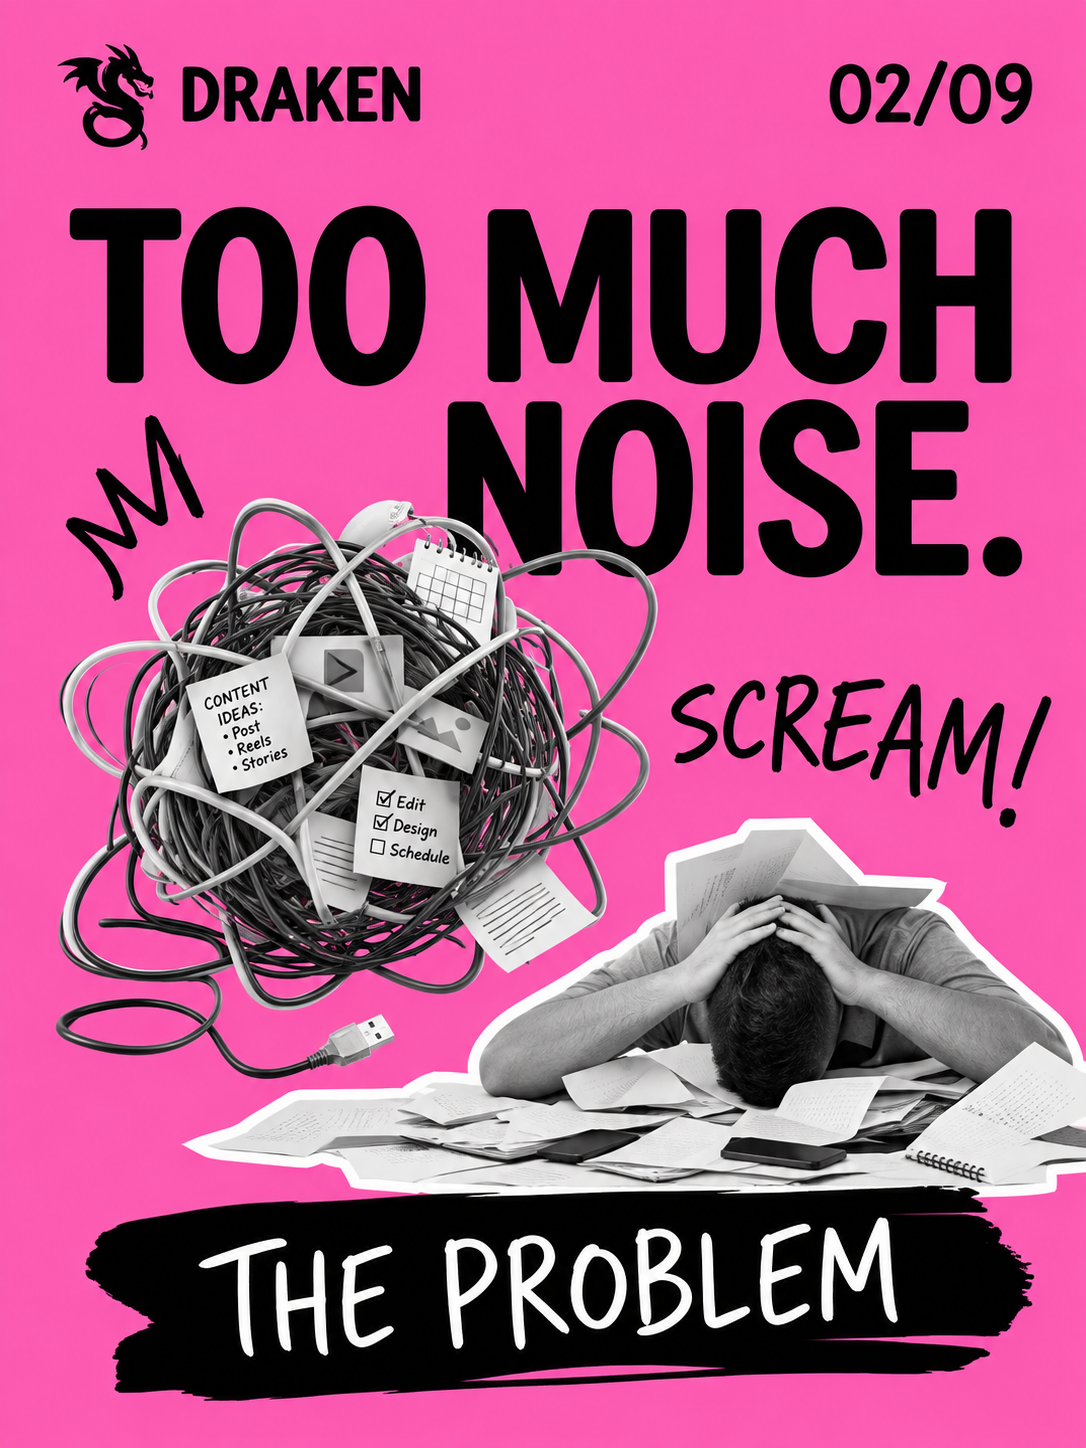 DRAKEN
02/09
TOO MUCH
NOISE.
CONTENT
IDEAS:
• Post
• Reels
• Stories
Edit
Design
Schedule
SCREAM!
THE PROBLEM